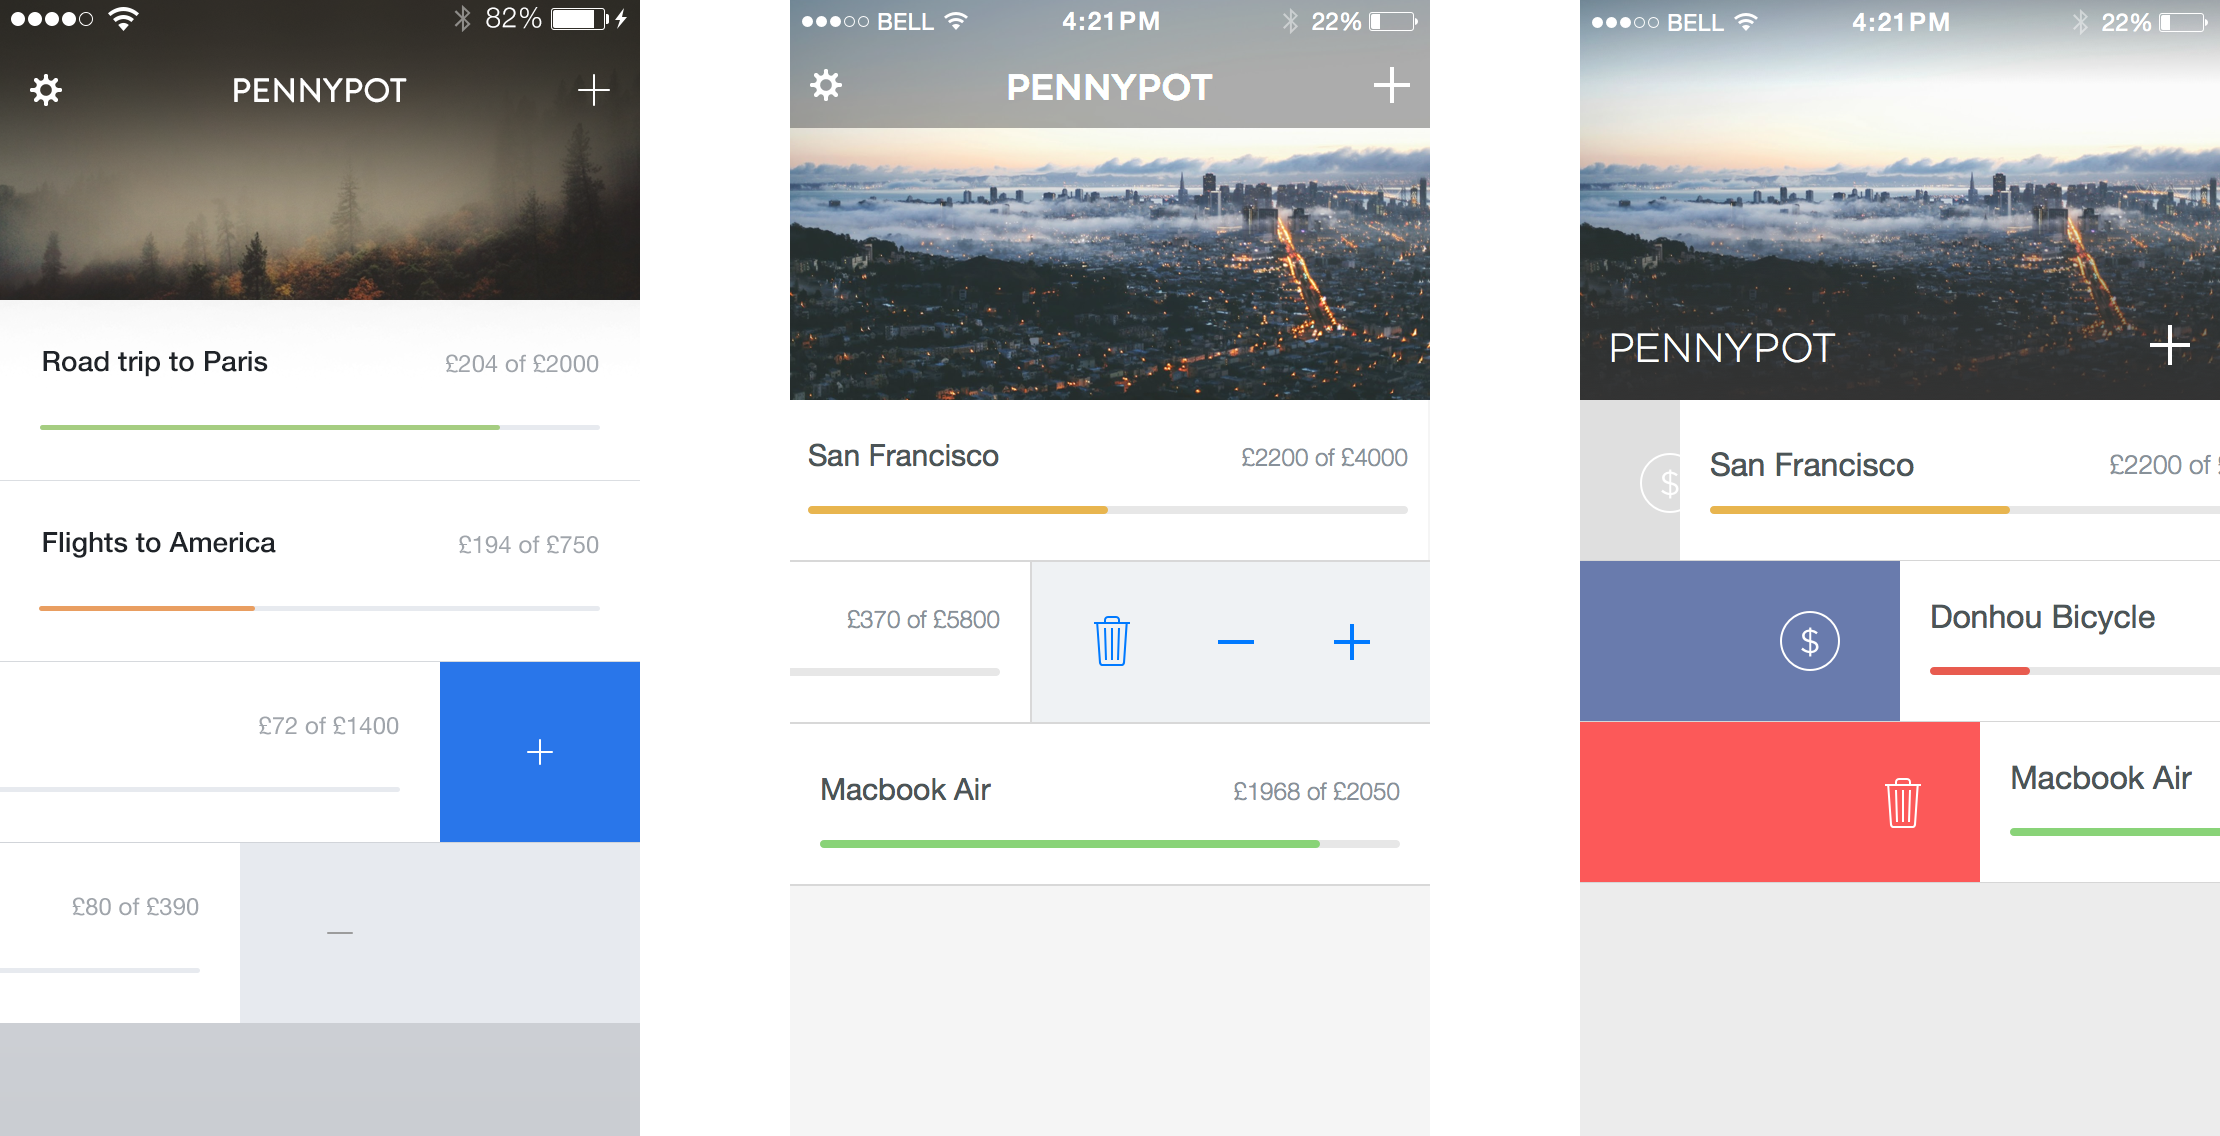 82%
PENNYPOT
Road trip to Paris £204 of £2000
Flights to America £194 of £750
£72 of £1400
£80 of £390
BELL 4:21PM 22%
PENNYPOT
San Francisco £2200 of £4000
£370 of £5800
Macbook Air £1968 of £2050
BELL 4:21PM 22%
PENNYPOT
$ San Francisco £2200 of
$ Donhou Bicycle
Macbook Air